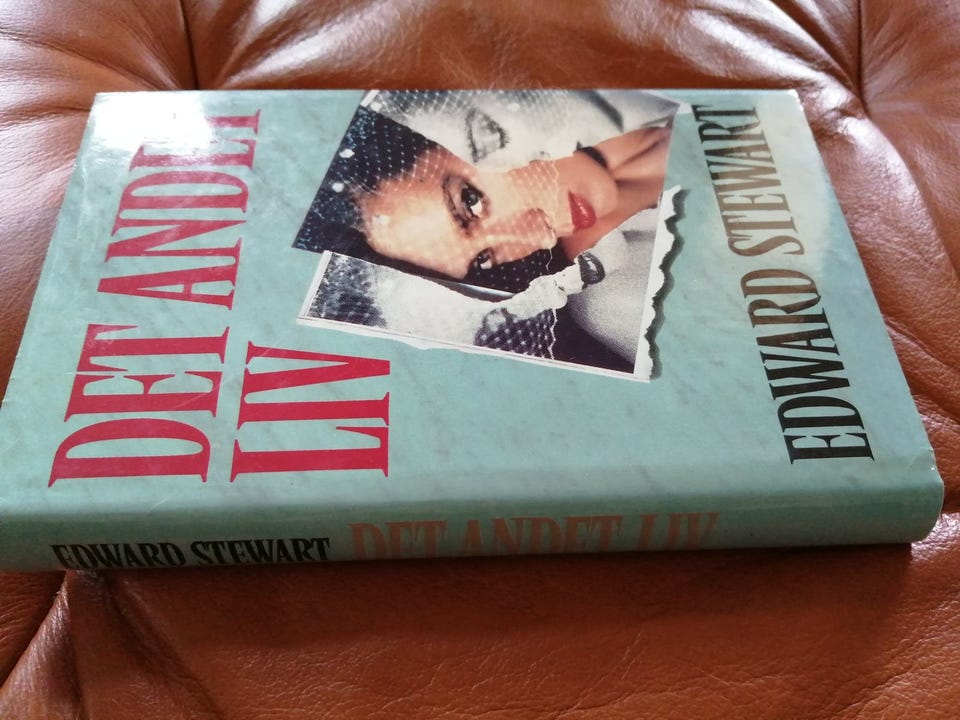 DET ANDET
LIV
EDWARD STEWART
EDWARD STEWART DET ANDET LIV